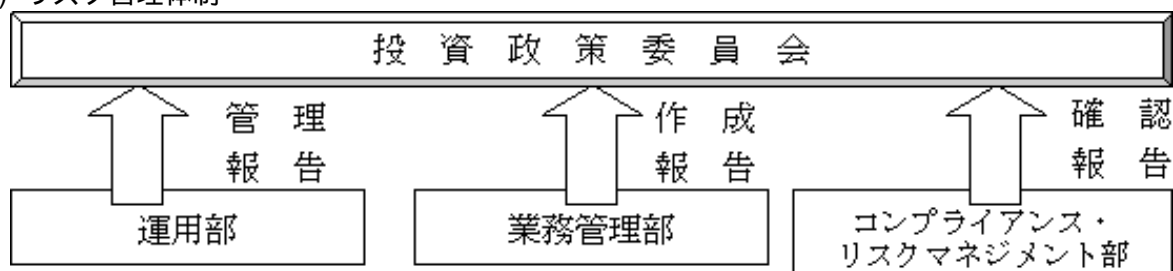 リスク管理体制
投資政策委員会
管理 作成 確認
報告 報告 報告
運用部 業務管理部 コンプライアンス・
リスクマネジメント部